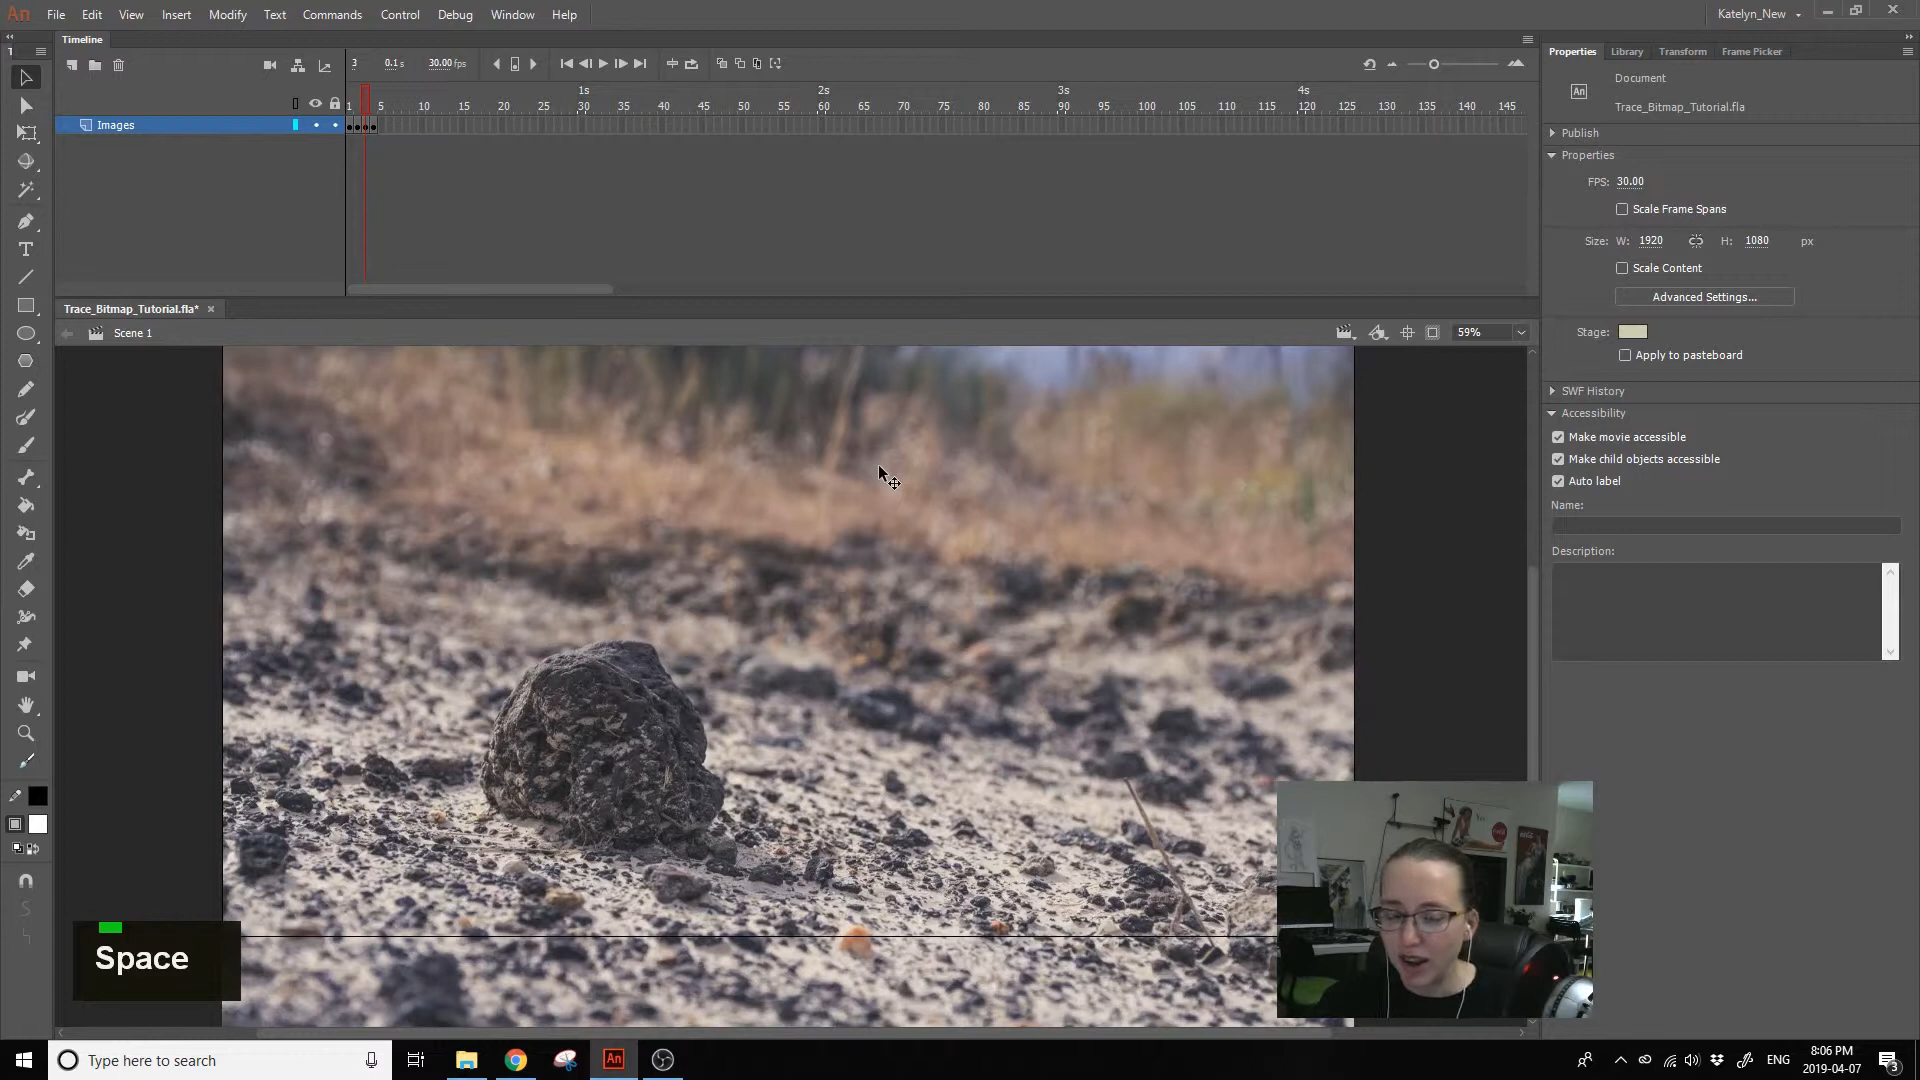 An File Edit View Insert Modify Text Commands Control Debug Window Help Katelyn_New
Timeline
3 0.1 s 30.00 fps
1s 2s 3s 4s
1 5 10 15 20 25 30 35 40 45 50 55 60 65 70 75 80 85 90 95 100 105 110 115 120 125 130 135 140 145
Images
Trace_Bitmap_Tutorial.fla*
Scene 1
59%
Properties Library Transform Frame Picker
An
Document
Trace_Bitmap_Tutorial.fla
Publish
Properties
FPS: 30.00
Scale Frame Spans
Size: W: 1920 H: 1080 px
Scale Content
Advanced Settings...
Stage:
Apply to pasteboard
SWF History
Accessibility
Make movie accessible
Make child objects accessible
Auto label
Name:
Description:
Space
Type here to search
An
ENG
8:06 PM
2019-04-07
3